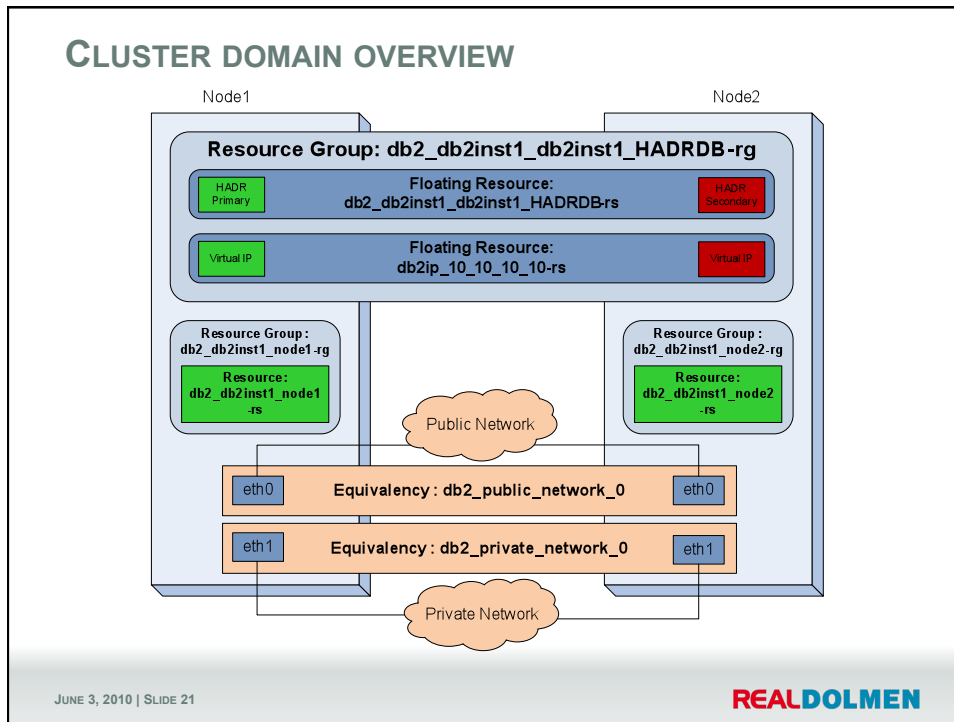 CLUSTER DOMAIN OVERVIEW
Node1
Node2
Resource Group: db2_db2inst1_db2inst1_HADRDB-rg
HADR
Primary
Floating Resource:
db2_db2inst1_db2inst1_HADRDB-rs
HADR
Secondary
Virtual IP
Floating Resource:
db2ip_10_10_10_10-rs
Virtual IP
Resource Group :
db2_db2inst1_node1-rg
Resource :
db2_db2inst1_node1
-rs
Resource Group :
db2_db2inst1_node2-rg
Resource :
db2_db2inst1_node2
-rs
Public Network
eth0
Equivalency : db2_public_network_0
eth0
eth1
Equivalency : db2_private_network_0
eth1
Private Network
JUNE 3, 2010 | SLIDE 21
REALDOLMEN